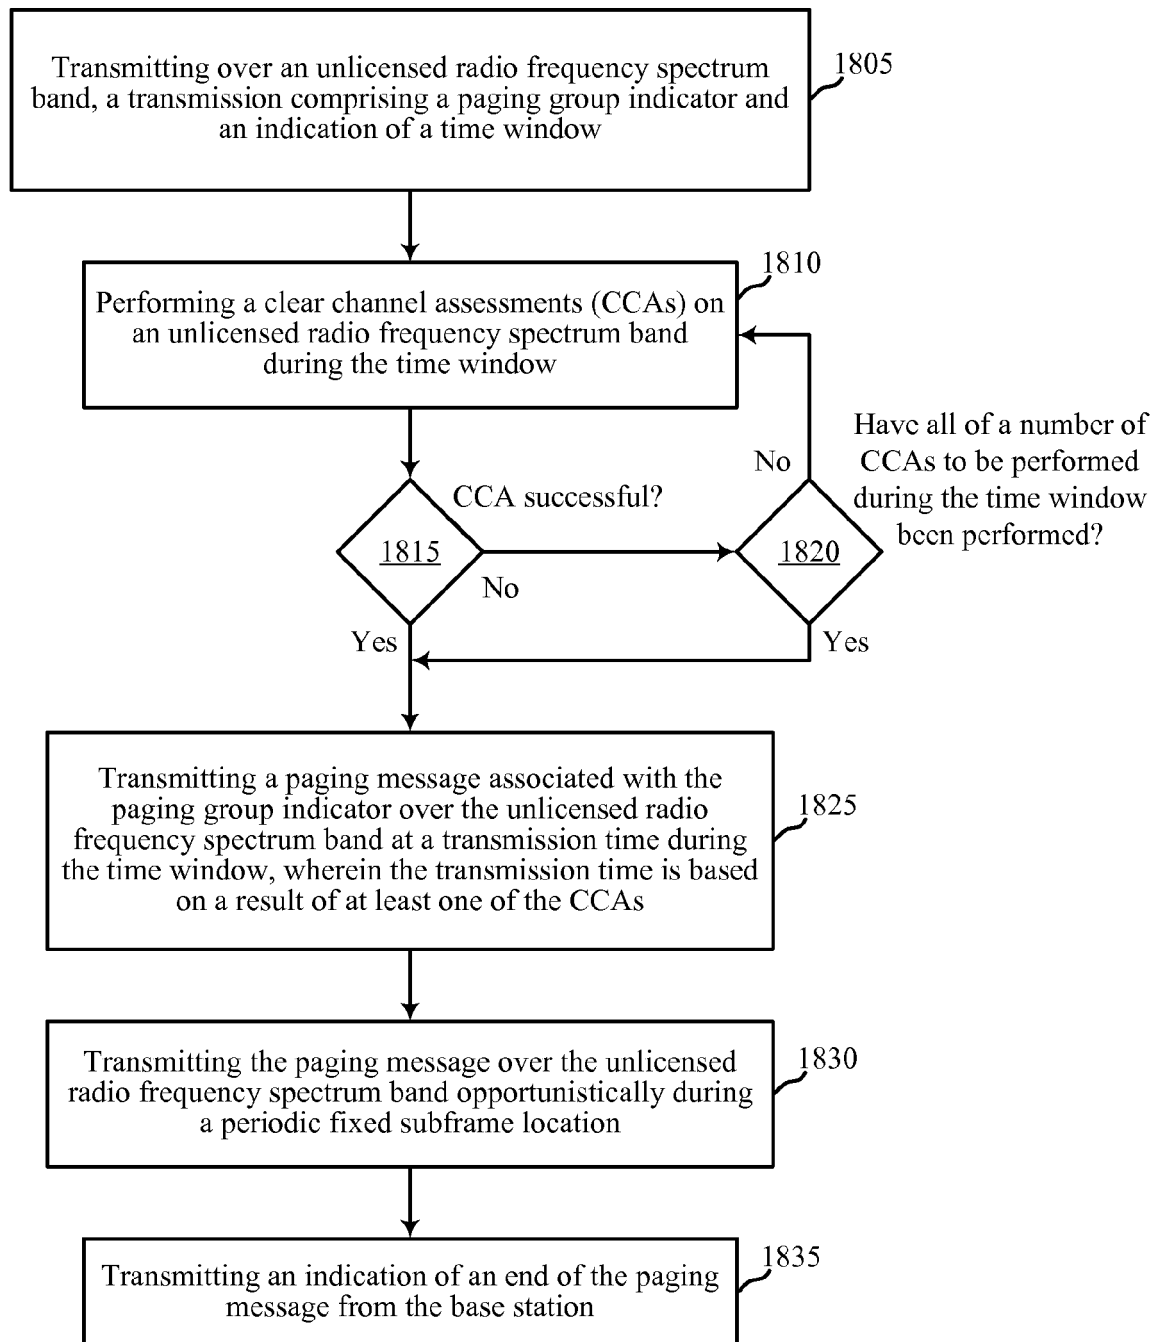 Transmitting over an unlicensed radio frequency spectrum
band, a transmission comprising a paging group indicator and
an indication of a time window
1805
1810
Performing a clear channel assessments (CCAs) on
an unlicensed radio frequency spectrum band
during the time window
Have all of a number of
CCAs to be performed
during the time window
been performed?
No
CCA successful?
1815
1820
No
Yes
Yes
Transmitting a paging message associated with the
paging group indicator over the unlicensed radio
frequency spectrum band at a transmission time during
the time window, wherein the transmission time is based
on a result of at least one of the CCAs
1825
Transmitting the paging message over the unlicensed
radio frequency spectrum band opportunistically during
a periodic fixed subframe location
1830
1835
Transmitting an indication of an end of the paging
message from the base station